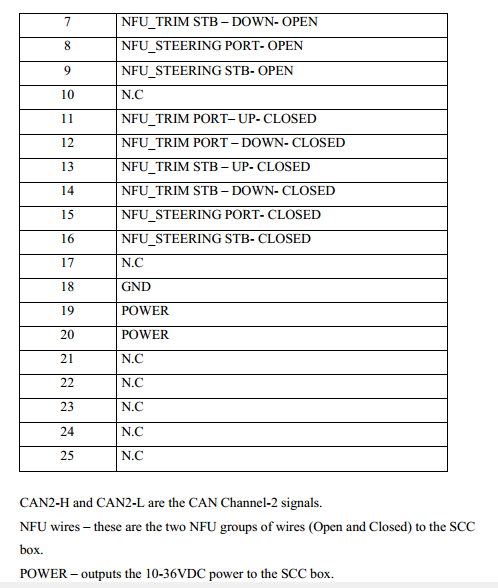 7 NFU_TRIM STB – DOWN- OPEN
8 NFU_STEERING PORT- OPEN
9 NFU_STEERING STB- OPEN
10 N.C
11 NFU_TRIM PORT– UP- CLOSED
12 NFU_TRIM PORT – DOWN- CLOSED
13 NFU_TRIM STB – UP- CLOSED
14 NFU_TRIM STB – DOWN- CLOSED
15 NFU_STEERING PORT- CLOSED
16 NFU_STEERING STB- CLOSED
17 N.C
18 GND
19 POWER
20 POWER
21 N.C
22 N.C
23 N.C
24 N.C
25 N.C
CAN2-H and CAN2-L are the CAN Channel-2 signals.
NFU wires – these are the two NFU groups of wires (Open and Closed) to the SCC
box.
POWER – outputs the 10-36VDC power to the SCC box.